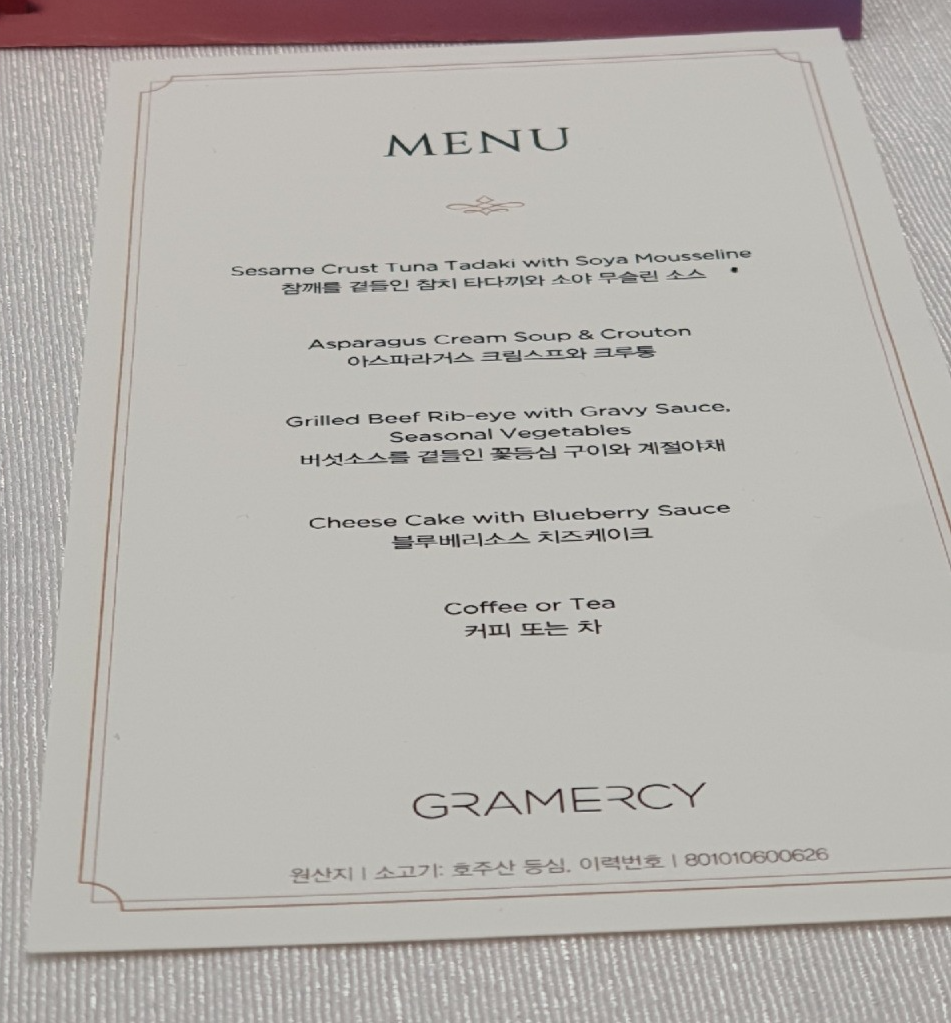 MENU
Sesame Crust Tuna Tadaki with Soya Mousseline
참깨를 곁들인 참치 타다끼와 소야 무슬린 소스
Asparagus Cream Soup & Crouton
아스파라거스 크림스프와 크루통
Grilled Beef Rib-eye with Gravy Sauce,
Seasonal Vegetables
버섯소스를 곁들인 꽃등심 구이와 계절야채
Cheese Cake with Blueberry Sauce
블루베리소스 치즈케이크
Coffee or Tea
커피 또는 차
GRAMERCY
원산지 | 소고기: 호주산 등심, 이력번호 | 801010600626